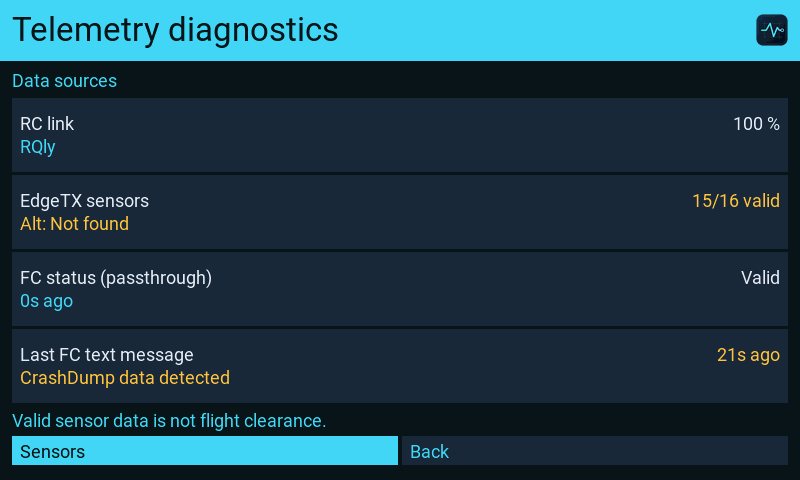 Telemetry diagnostics
Data sources
RC link 100 %
RQly
EdgeTX sensors 15/16 valid
Alt: Not found
FC status (passthrough) Valid
0s ago
Last FC text message 21s ago
CrashDump data detected
Valid sensor data is not flight clearance.
Sensors Back